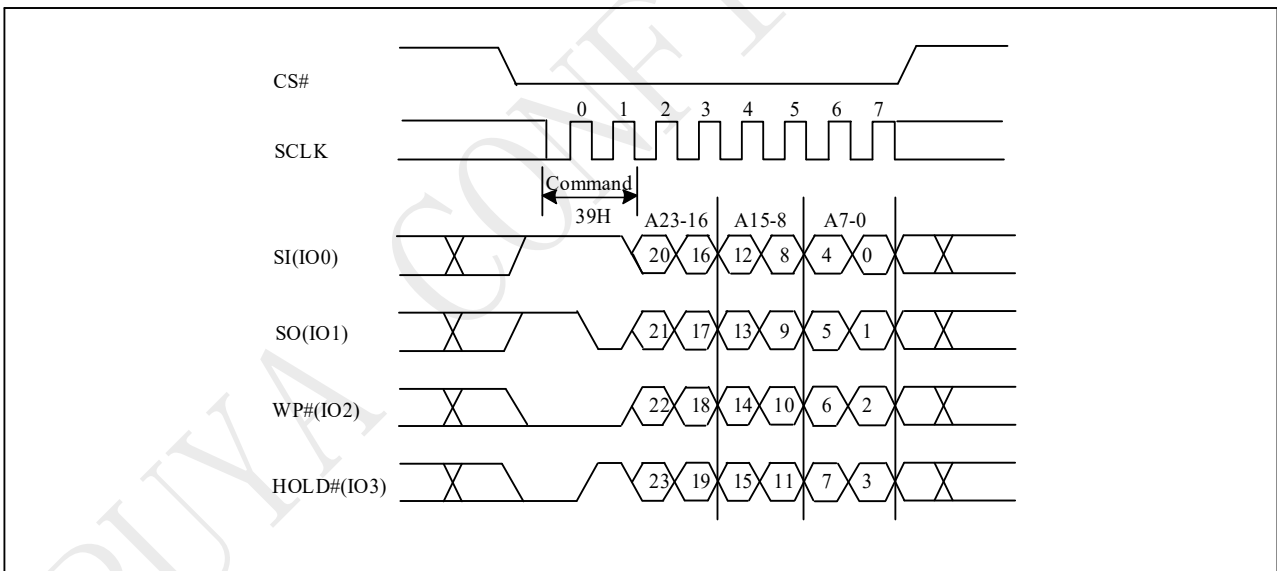 CS#
0 1 2 3 4 5 6 7
SCLK
Command
39H
A23-16 A15-8 A7-0
SI(IO0) 20 16 12 8 4 0
SO(IO1) 21 17 13 9 5 1
WP#(IO2) 22 18 14 10 6 2
HOLD#(IO3) 23 19 15 11 7 3
PUYA CONF